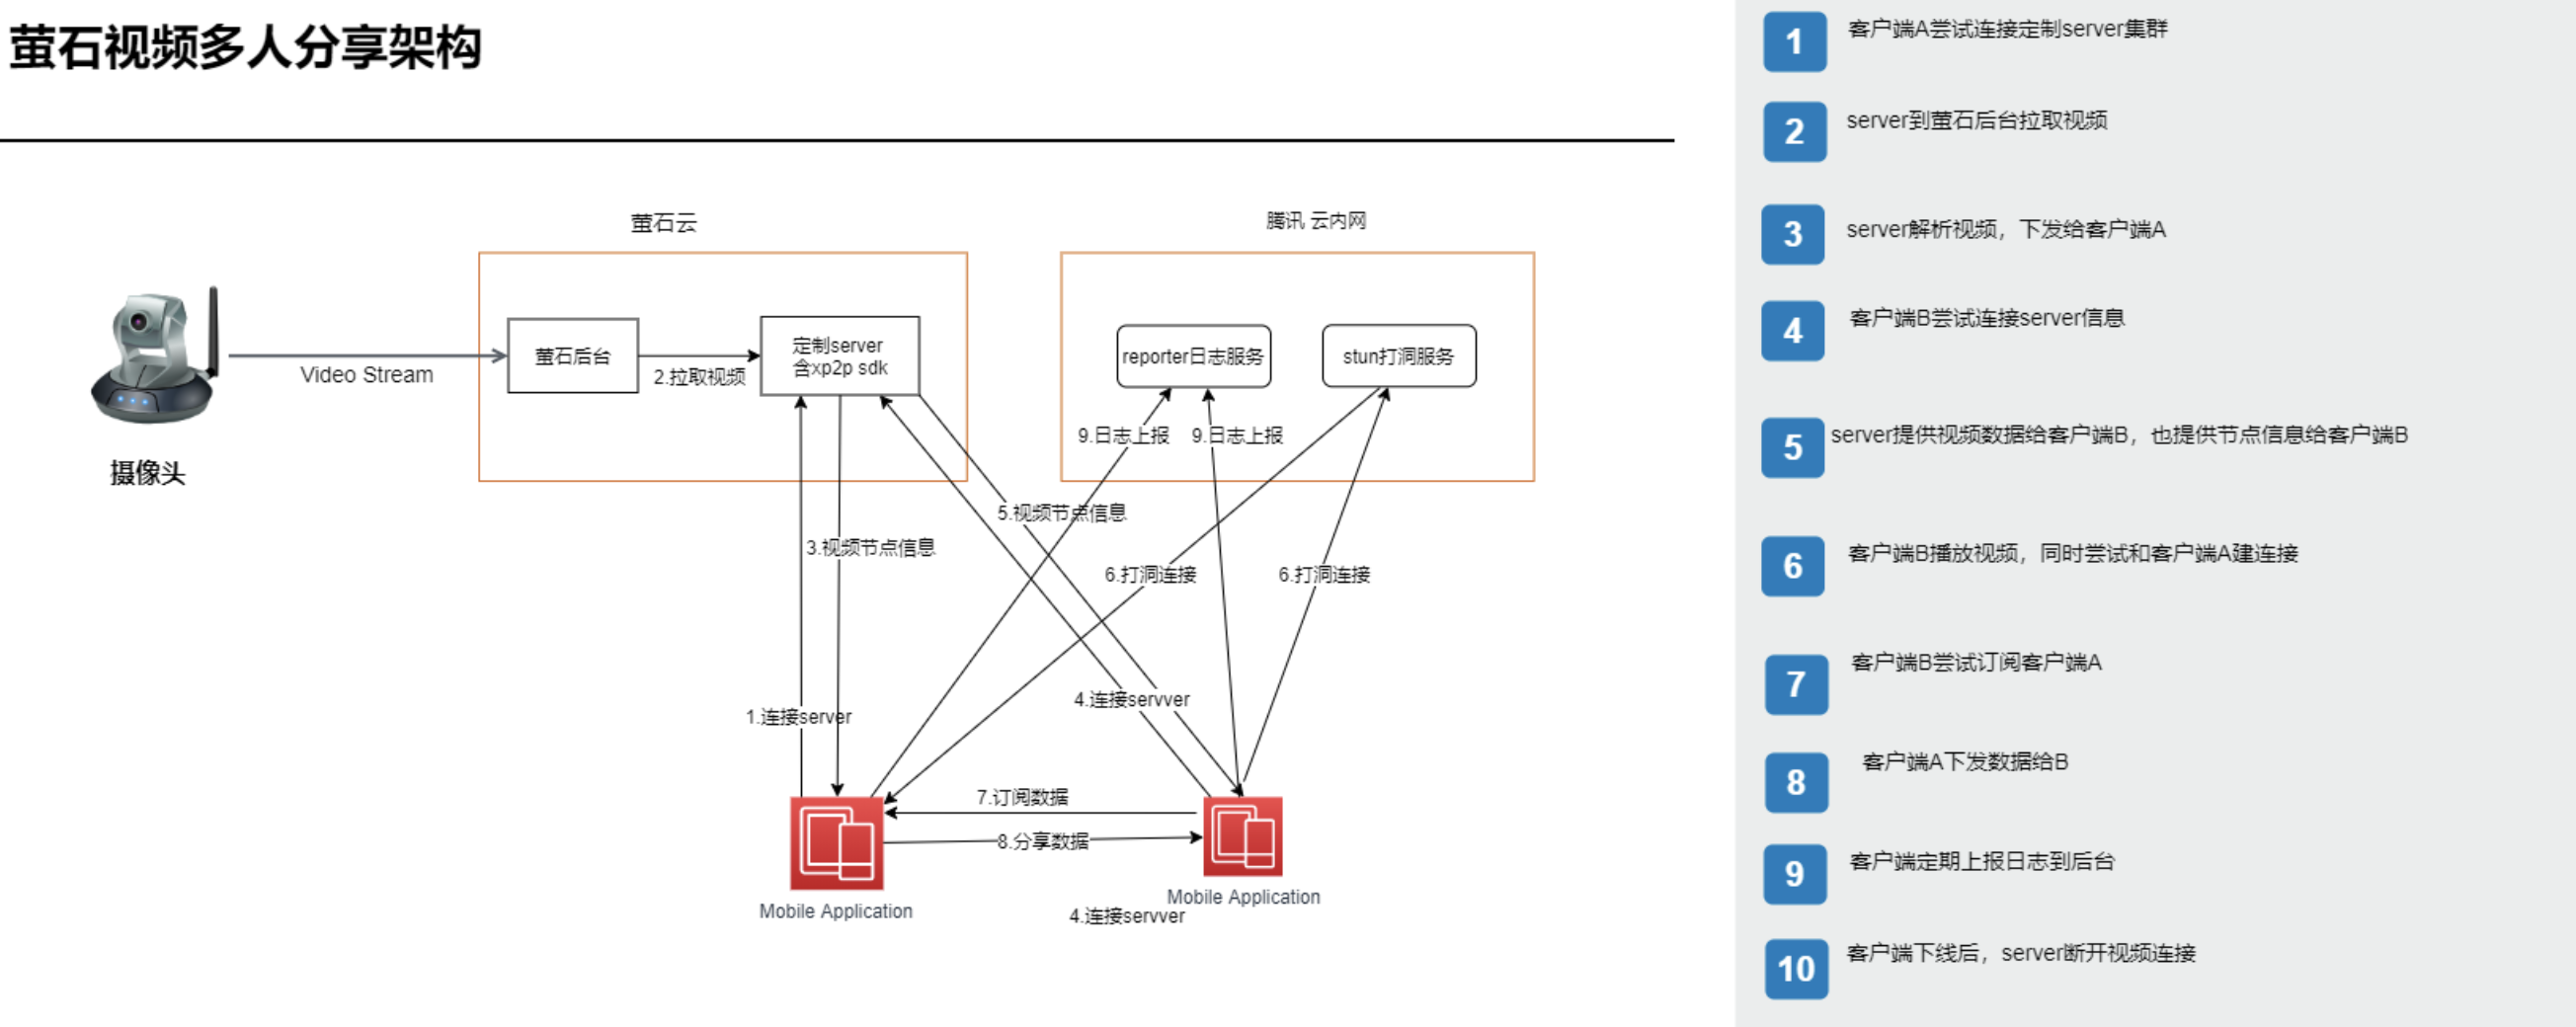 萤石视频多人分享架构
萤石云
腾讯 云内网
摄像头
Video Stream
萤石后台
2.拉取视频
定制server
含xp2p sdk
reporter日志服务
stun打洞服务
9.日志上报
9.日志上报
5.视频节点信息
3.视频节点信息
6.打洞连接
6.打洞连接
4.连接servver
1.连接server
7.订阅数据
8.分享数据
Mobile Application
Mobile Application
4.连接servver
1 客户端A尝试连接定制server集群
2 server到萤石后台拉取视频
3 server解析视频，下发给客户端A
4 客户端B尝试连接server信息
5 server提供视频数据给客户端B，也提供节点信息给客户端B
6 客户端B播放视频，同时尝试和客户端A建连接
7 客户端B尝试订阅客户端A
8 客户端A下发数据给B
9 客户端定期上报日志到后台
10 客户端下线后，server断开视频连接